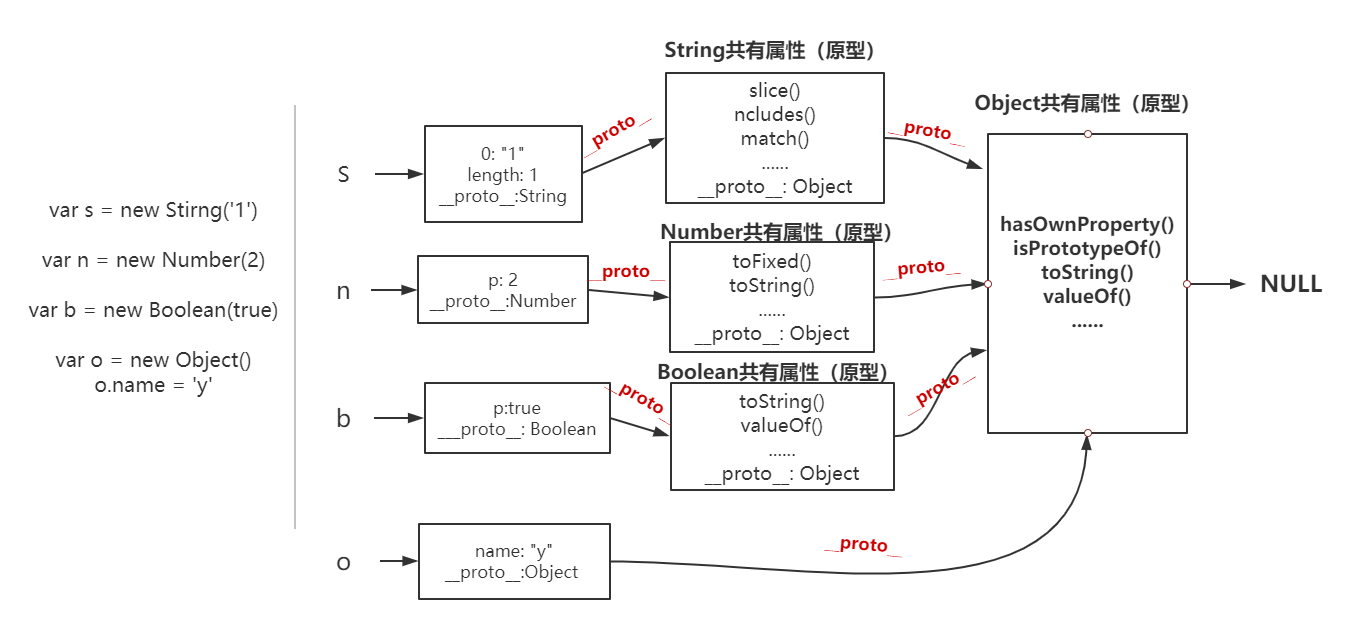 var s = new Stirng('1')
var n = new Number(2)
var b = new Boolean(true)
var o = new Object()
o.name = 'y'
S
0: "1"
length: 1
__proto__:String
__proto__
String共有属性（原型）
slice()
ncludes()
match()
......
__proto__: Object
__proto__
n
p: 2
__proto__:Number
__proto__
Number共有属性（原型）
toFixed()
toString()
......
__proto__: Object
__proto__
b
p:true
___proto__: Boolean
__proto__
Boolean共有属性（原型）
toString()
valueOf()
......
__proto__: Object
__proto__
o
name: "y"
__proto__:Object
__proto__
Object共有属性（原型）
hasOwnProperty()
isPrototypeOf()
toString()
valueOf()
......
NULL